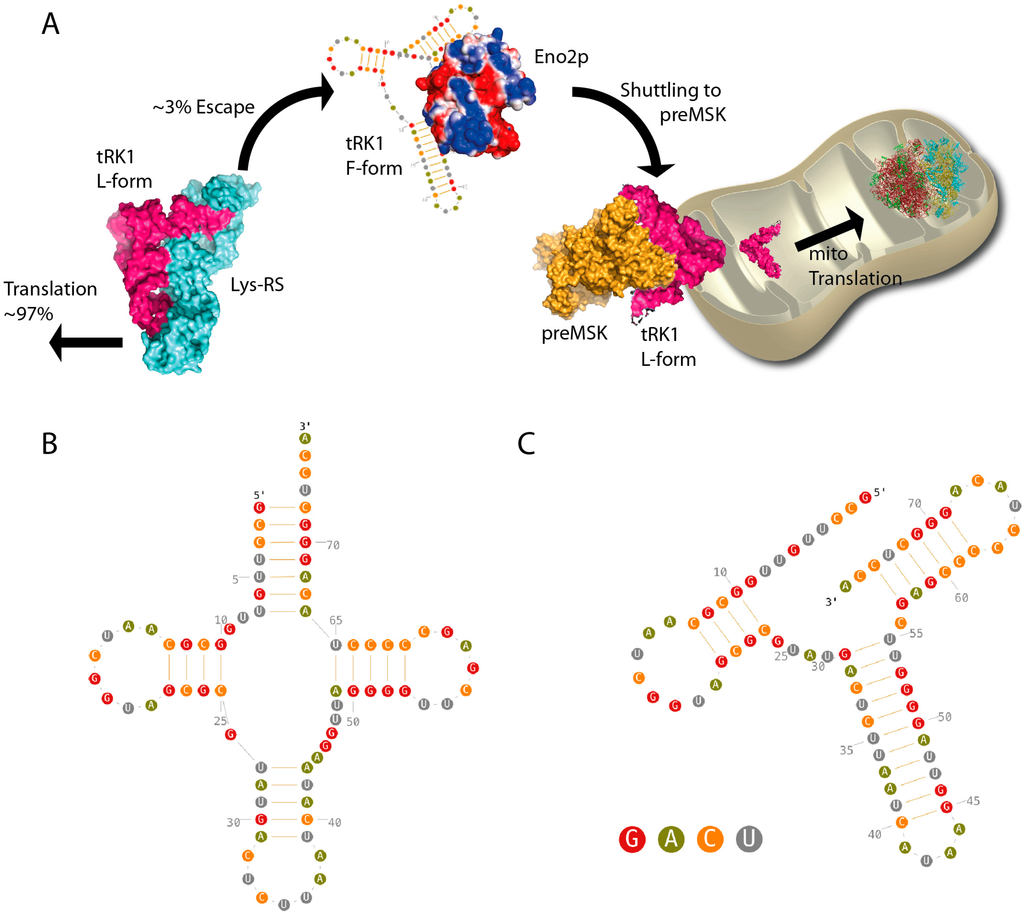 A
Eno2p
~3% Escape
Shuttling to
preMSK
tRK1
L-form
tRK1
F-form
Lys-RS
mito
Translation
Translation
~97%
preMSK
tRK1
L-form
B
3'
A
C
C
U
5'
G C
C G
C G 70
U G
5 U A
G C
U A
10 65
U
G
U A A C G C G
U C C C C C G A
C
G G U A G C G C
25
A G G G G U U C G
50
G
U
U
G
G
A
U A
A U
U A
30 G C 40
A U
C A
U A
C U U
C
5'
G C C U U G U U G G C G C A A U
10
C G G U A G C G C G
25
U A U
30
G A C U C U U A A U C
35
40
A U A A
45
G G U U A G G G U U
50
55
C G A G C C C C C U A C A G G G C U C C A
60
70
3'
G A C U